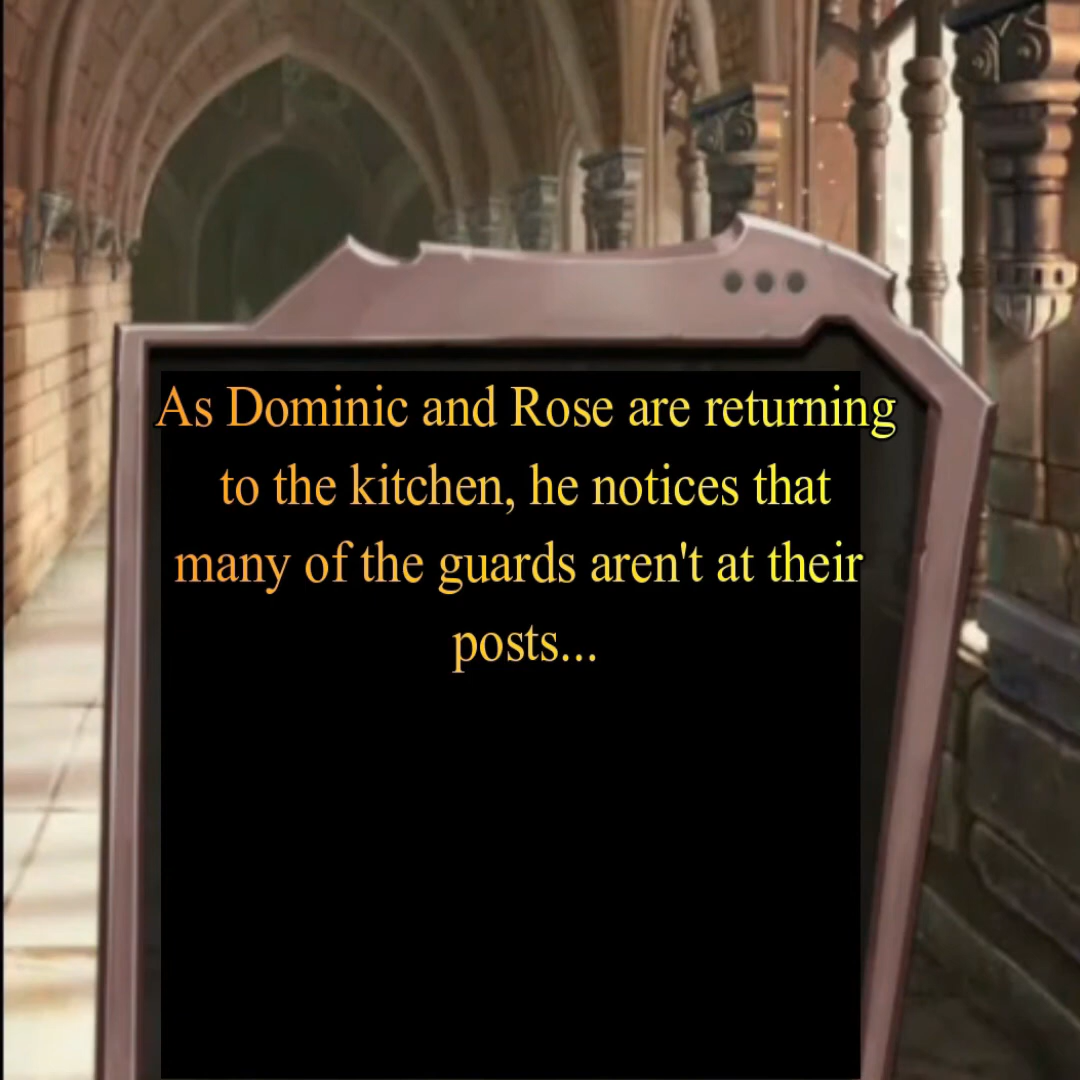 As Dominic and Rose are returning
to the kitchen, he notices that
many of the guards aren't at their
posts...